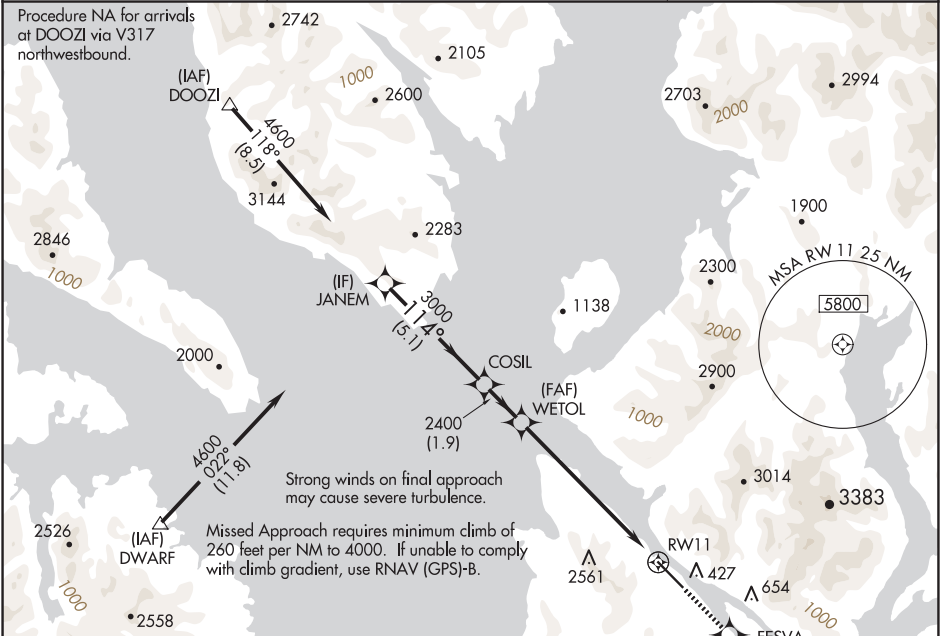 Procedure NA for arrivals
at DOOZI via V317
northwestbound.
2742
2105
1000
2600
2994
2703
2000
(IAF)
DOOZI
4600
118°
(8.5)
3144
1900
2846
1000
2283
2300
MSA RW 11 25 NM
5800
(IF)
JANEM
3000
114°
(5.1)
1138
2000
2000
COSIL
2900
(FAF)
WETOL
2400
(1.9)
1000
4600
022°
(11.8)
Strong winds on final approach
may cause severe turbulence.
3014
3383
2526
(IAF)
DWARF
Missed Approach requires minimum climb of
260 feet per NM to 4000. If unable to comply
with climb gradient, use RNAV (GPS)-B.
RW11
2561
427
654
1000
1000
2558